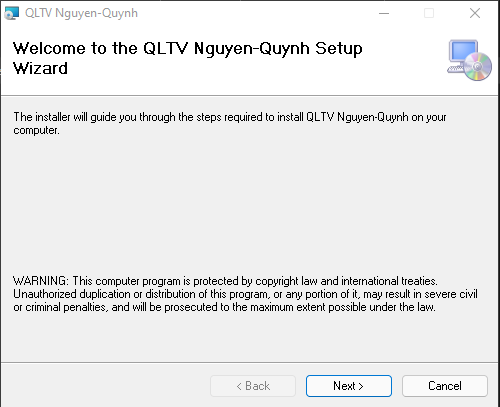 QLTV Nguyen-Quynh
Welcome to the QLTV Nguyen-Quynh Setup
Wizard
The installer will guide you through the steps required to install QLTV Nguyen-Quynh on your
computer.
WARNING: This computer program is protected by copyright law and international treaties.
Unauthorized duplication or distribution of this program, or any portion of it, may result in severe civil
or criminal penalties, and will be prosecuted to the maximum extent possible under the law.
< Back
Next >
Cancel